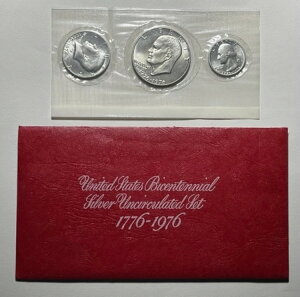 United States Bicentennial
Silver Uncirculated Set
1776-1976